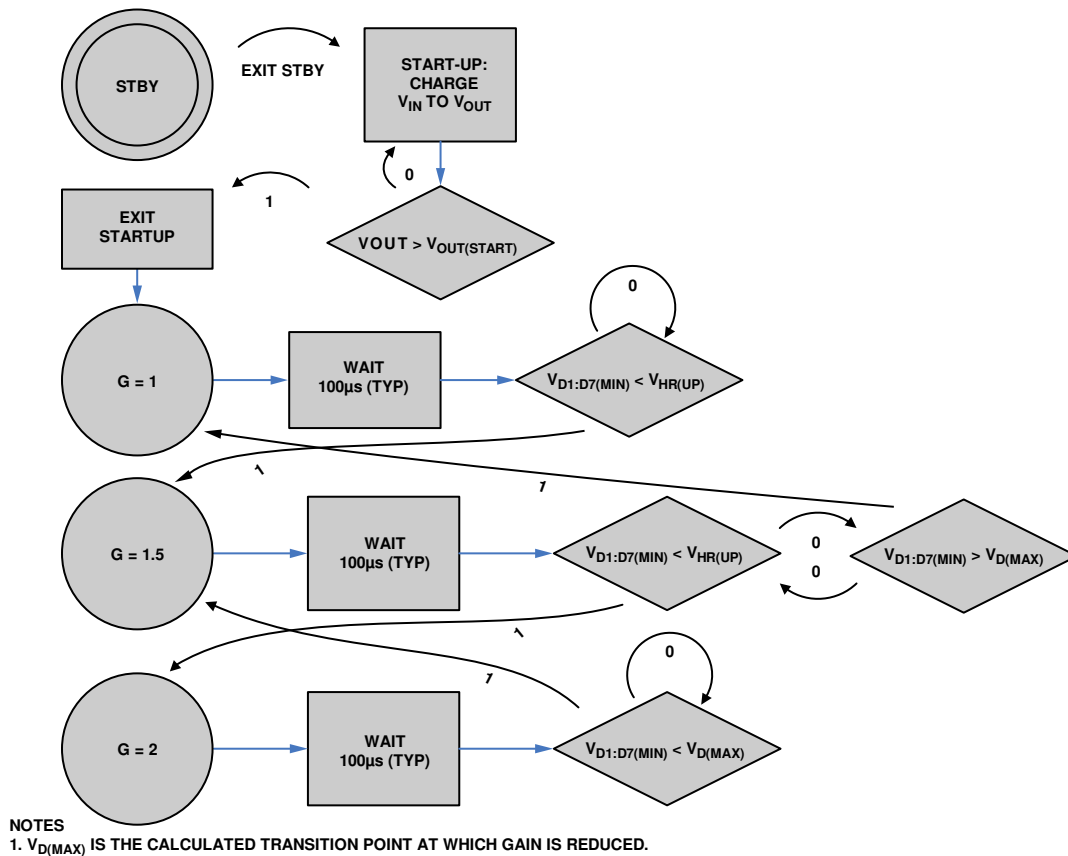 STBY
EXIT STBY
START-UP:
CHARGE
VIN TO VOUT
0
1
EXIT
STARTUP
VOUT > VOUT(START)
0
G = 1
WAIT
100µs (TYP)
VD1:D7(MIN) < VHR(UP)
1
1
G = 1.5
WAIT
100µs (TYP)
VD1:D7(MIN) < VHR(UP)
0
0
VD1:D7(MIN) > VD(MAX)
1
0
1
G = 2
WAIT
100µs (TYP)
VD1:D7(MIN) < VD(MAX)
NOTES
1. VD(MAX) IS THE CALCULATED TRANSITION POINT AT WHICH GAIN IS REDUCED.